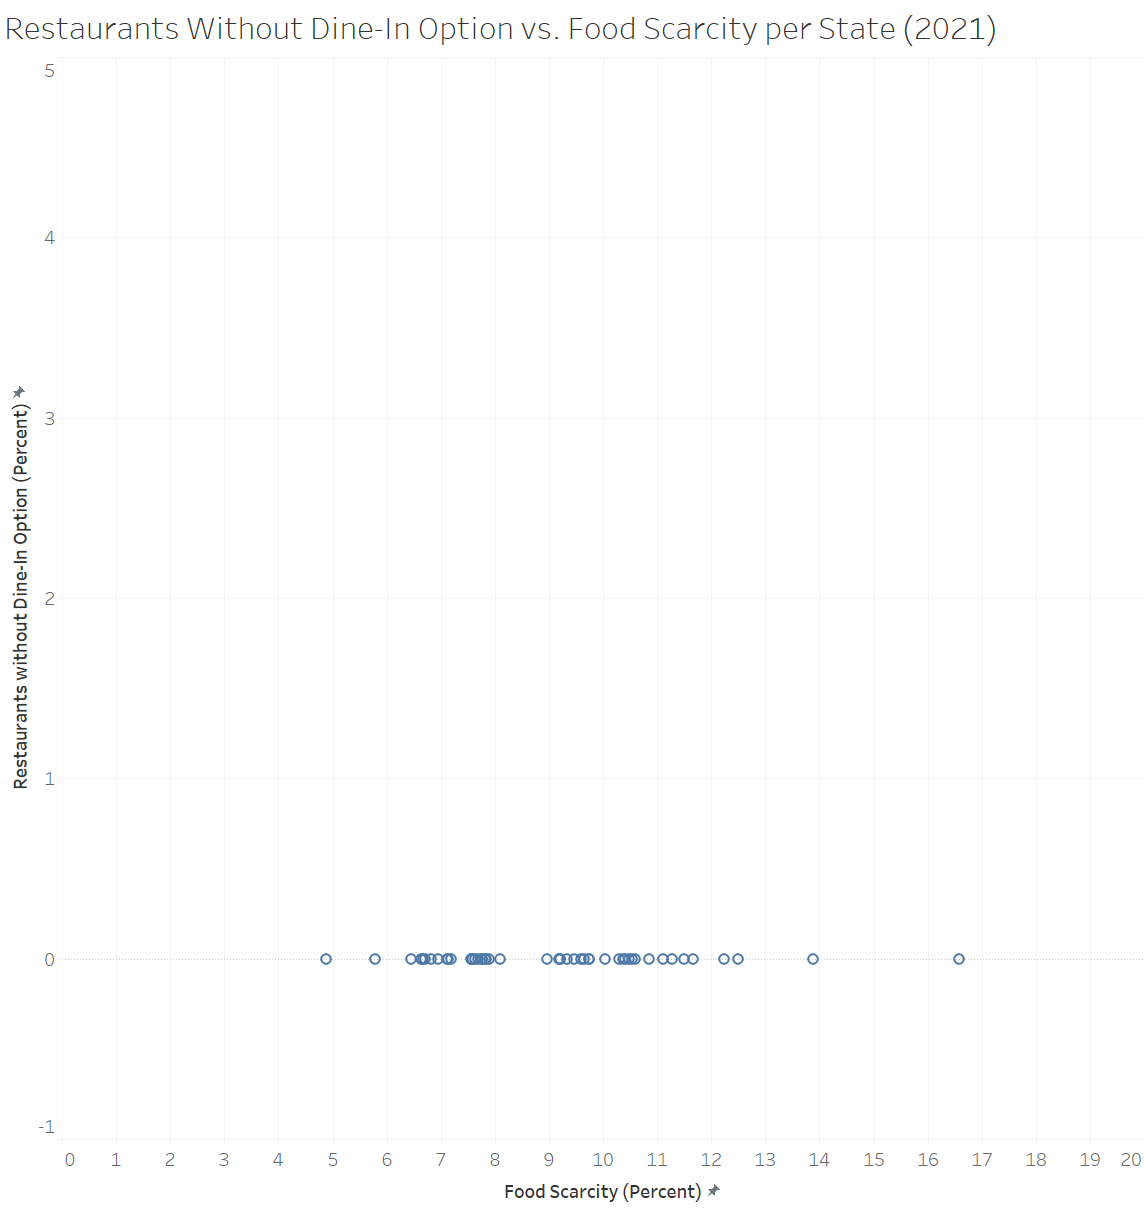 Restaurants Without Dine-In Option vs. Food Scarcity per State (2021)
5
4
3
2
1
0
-1
Restaurants without Dine-In Option (Percent)
0 1 2 3 4 5 6 7 8 9 10 11 12 13 14 15 16 17 18 19 20
Food Scarcity (Percent)